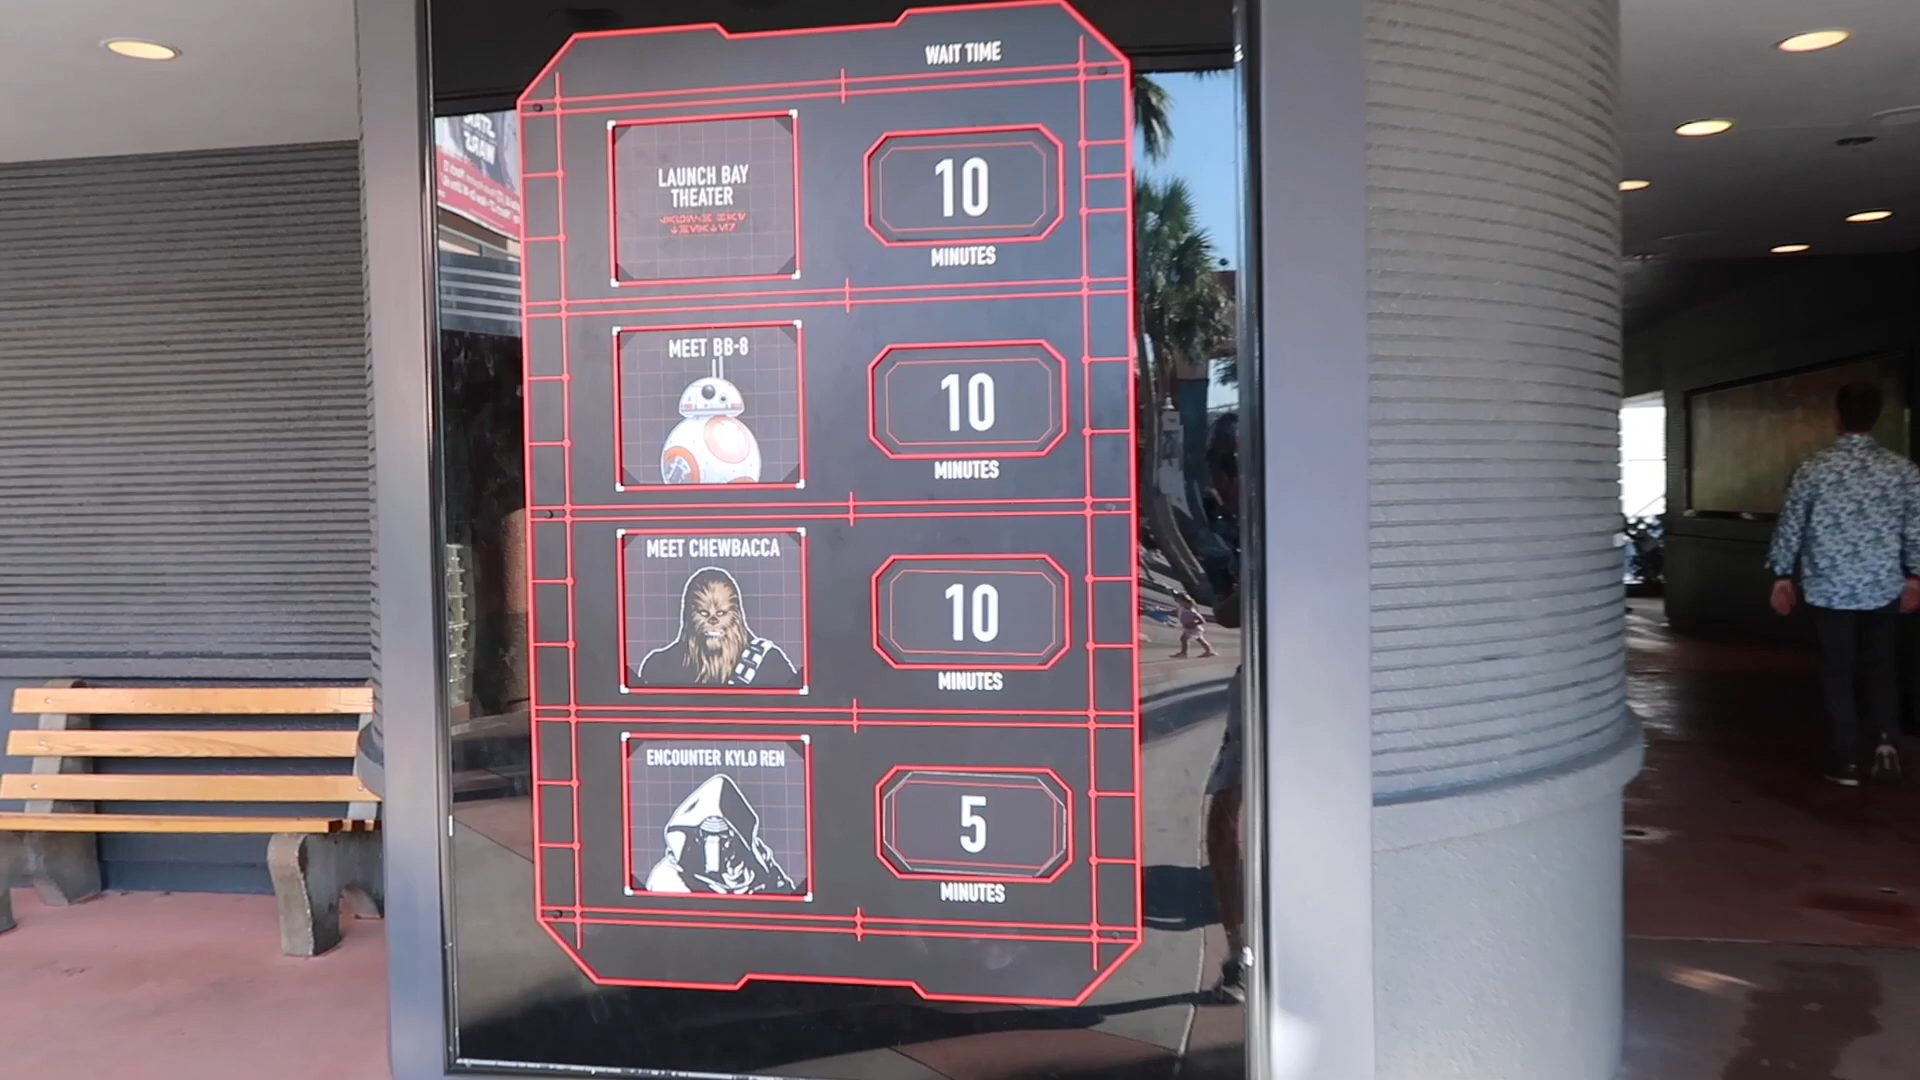 WAIT TIME
LAUNCH BAY
THEATER
10
MINUTES
MEET BB-8
10
MINUTES
MEET CHEWBACCA
10
MINUTES
ENCOUNTER KYLO REN
5
MINUTES